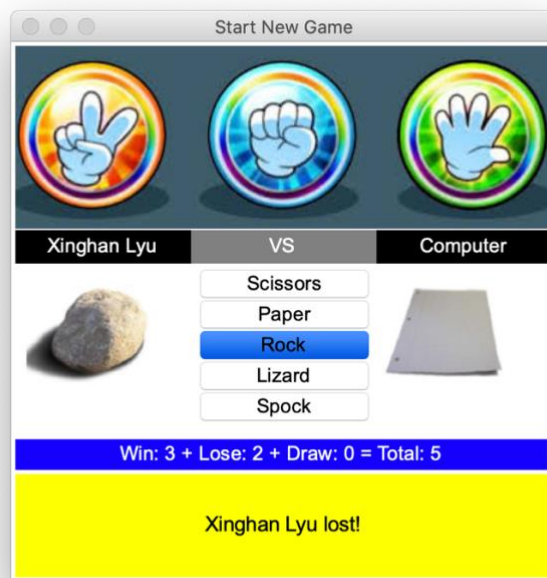 Start New Game
Xinghan Lyu VS Computer
Scissors
Paper
Rock
Lizard
Spock
Win: 3 + Lose: 2 + Draw: 0 = Total: 5
Xinghan Lyu lost!